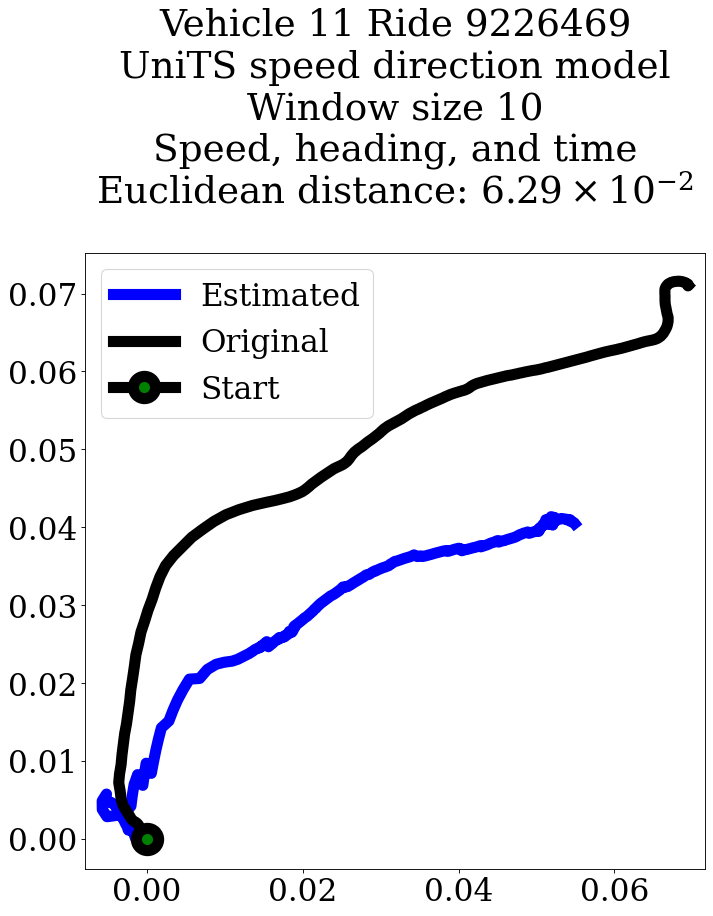 Vehicle 11 Ride 9226469
UniTS speed direction model
Window size 10
Speed, heading, and time
Euclidean distance: 6.29 × 10⁻²
Estimated
Original
Start
0.07
0.06
0.05
0.04
0.03
0.02
0.01
0.00
0.00 0.02 0.04 0.06